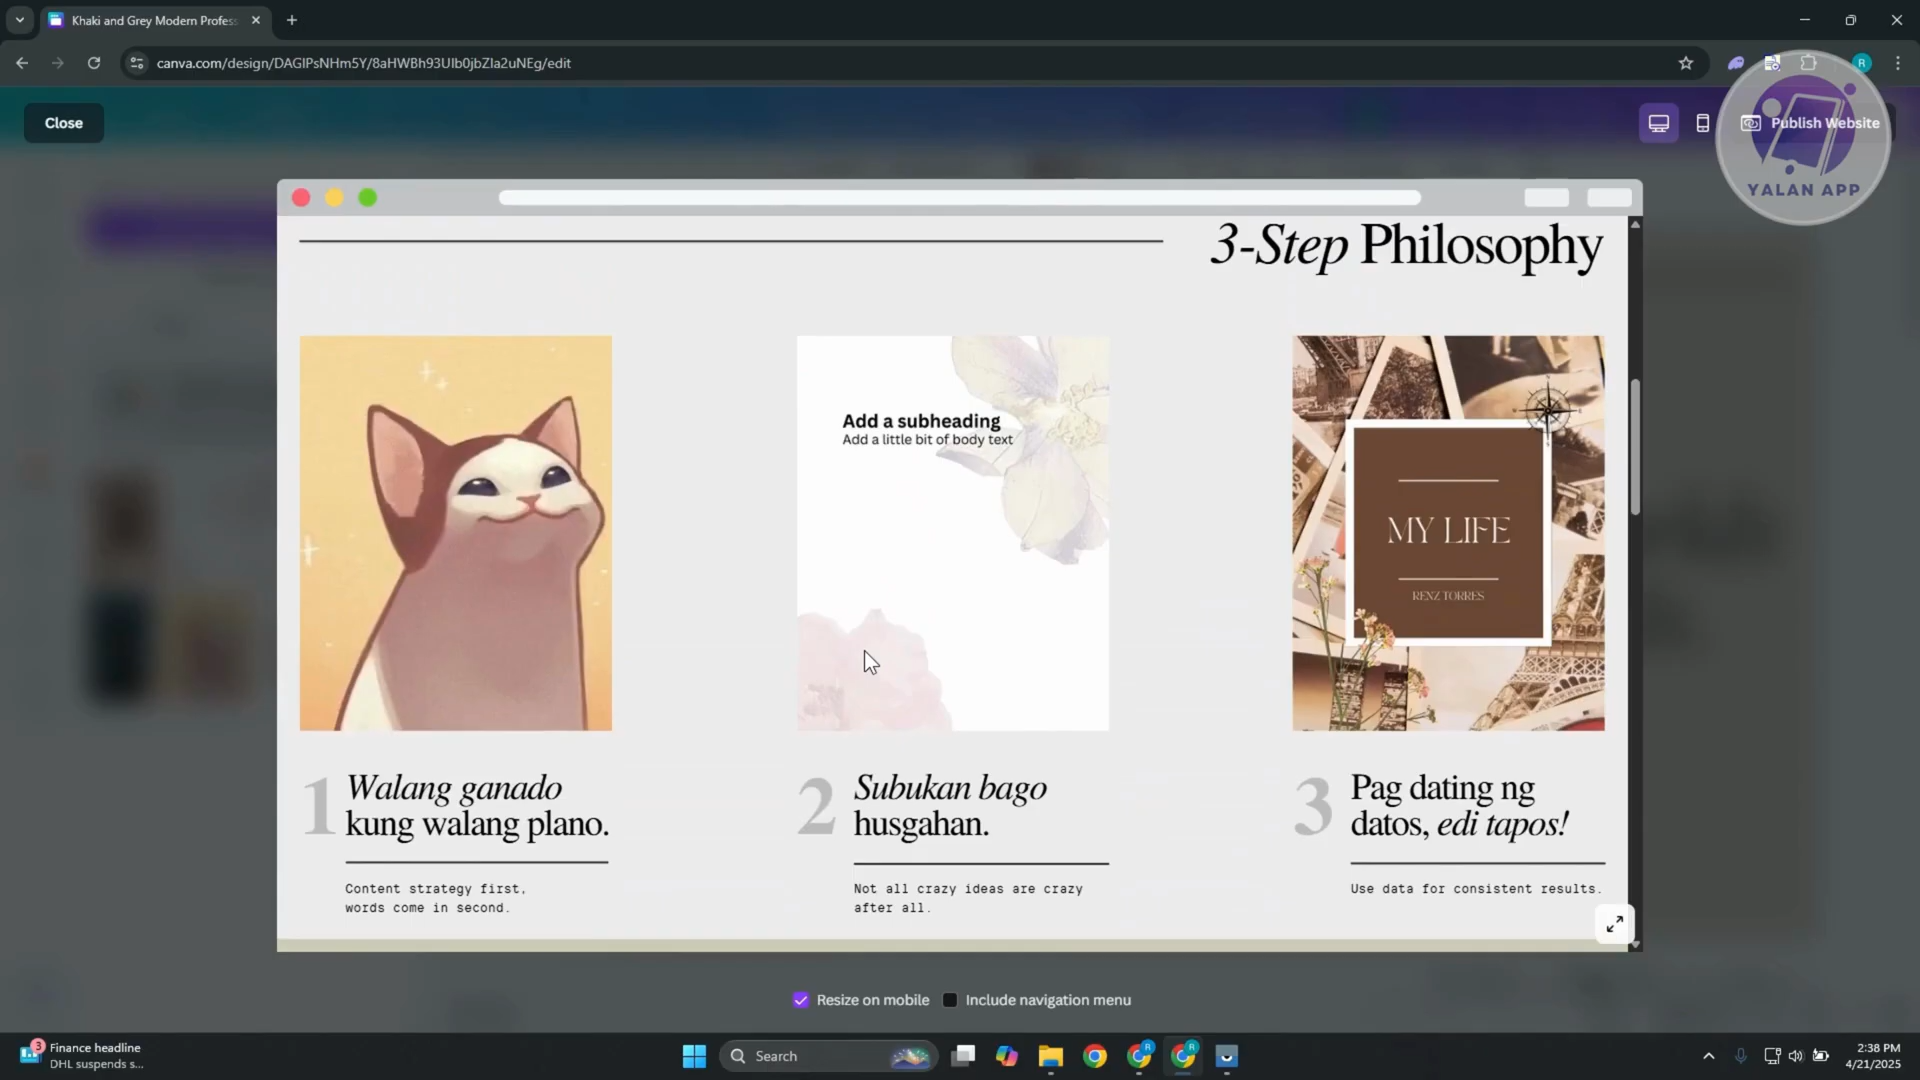 Khaki and Grey Modern Profess
canva.com/design/DAGIPsNHm5Y/8aHWBh93UIb0jbZIa2uNEg/edit
R
Close
Publish Website
YALAN APP
3-Step Philosophy
Add a subheading
Add a little bit of body text
MY LIFE
RENZ TORRES
1
Walang ganado
kung walang plano.
Content strategy first,
words come in second.
2
Subukan bago
husgahan.
Not all crazy ideas are crazy
after all.
3
Pag dating ng
datos, edi tapos!
Use data for consistent results.
Resize on mobile
Include navigation menu
3
Finance headline
DHL suspends s...
Search
R
R
2:38 PM
4/21/2025